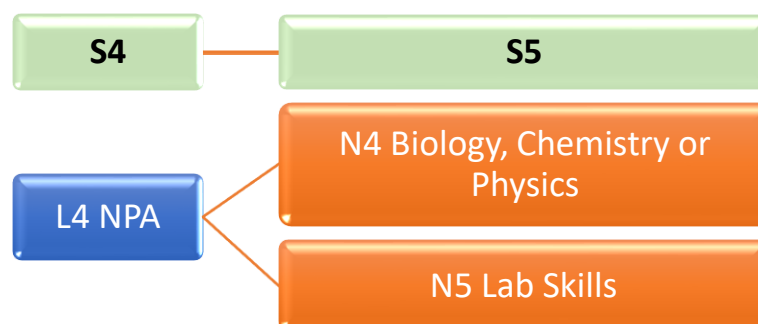 S4
S5
N4 Biology, Chemistry or
Physics
L4 NPA
N5 Lab Skills